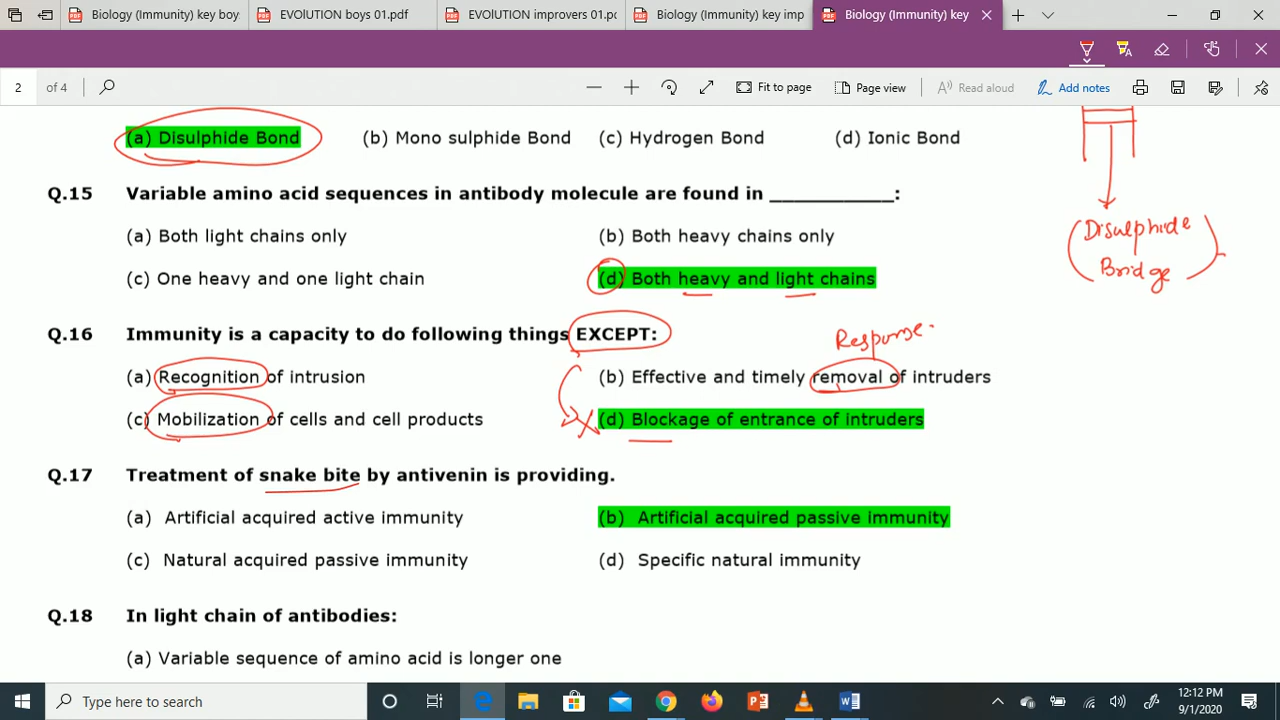 Biology (Immunity) key boy
EVOlUTION boys 01.pdf
EVOlUTION improvers 01.pc
Biology (Immunity) key imp
Biology (Immunity) key
2 of 4
Fit to page
Page view
Read aloud
Add notes
(a) Disulphide Bond (b) Mono sulphide Bond (c) Hydrogen Bond (d) Ionic Bond
Q.15 Variable amino acid sequences in antibody molecule are found in ___________:
(a) Both light chains only (b) Both heavy chains only
(c) One heavy and one light chain (d) Both heavy and light chains
Disulphide
Bridge
Q.16 Immunity is a capacity to do following things EXCEPT:
Response.
(a) Recognition of intrusion (b) Effective and timely removal of intruders
(c) Mobilization of cells and cell products (d) Blockage of entrance of intruders
Q.17 Treatment of snake bite by antivenin is providing.
(a) Artificial acquired active immunity (b) Artificial acquired passive immunity
(c) Natural acquired passive immunity (d) Specific natural immunity
Q.18 In light chain of antibodies:
(a) Variable sequence of amino acid is longer one
Type here to search
12:12 PM
9/1/2020